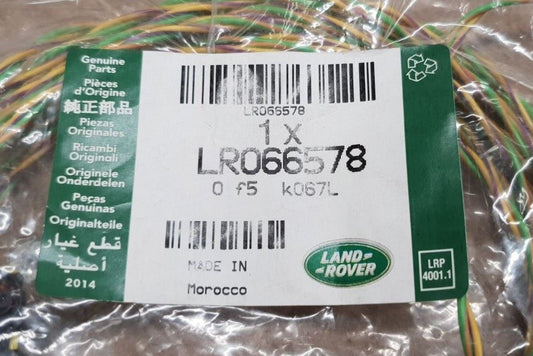 Genuine
Parts
Pièces
d'Origine
純正部品
Piezas
Originales
Ricambi
Originali
Originele
Onderdelen
Peças
Genuinas
Originalteile
قطع غيار
أصلية
2014
LR066578
1 x
LR066578
0 f5 k067L
MADE IN
Morocco
LAND-
-ROVER
LRP
4001.1